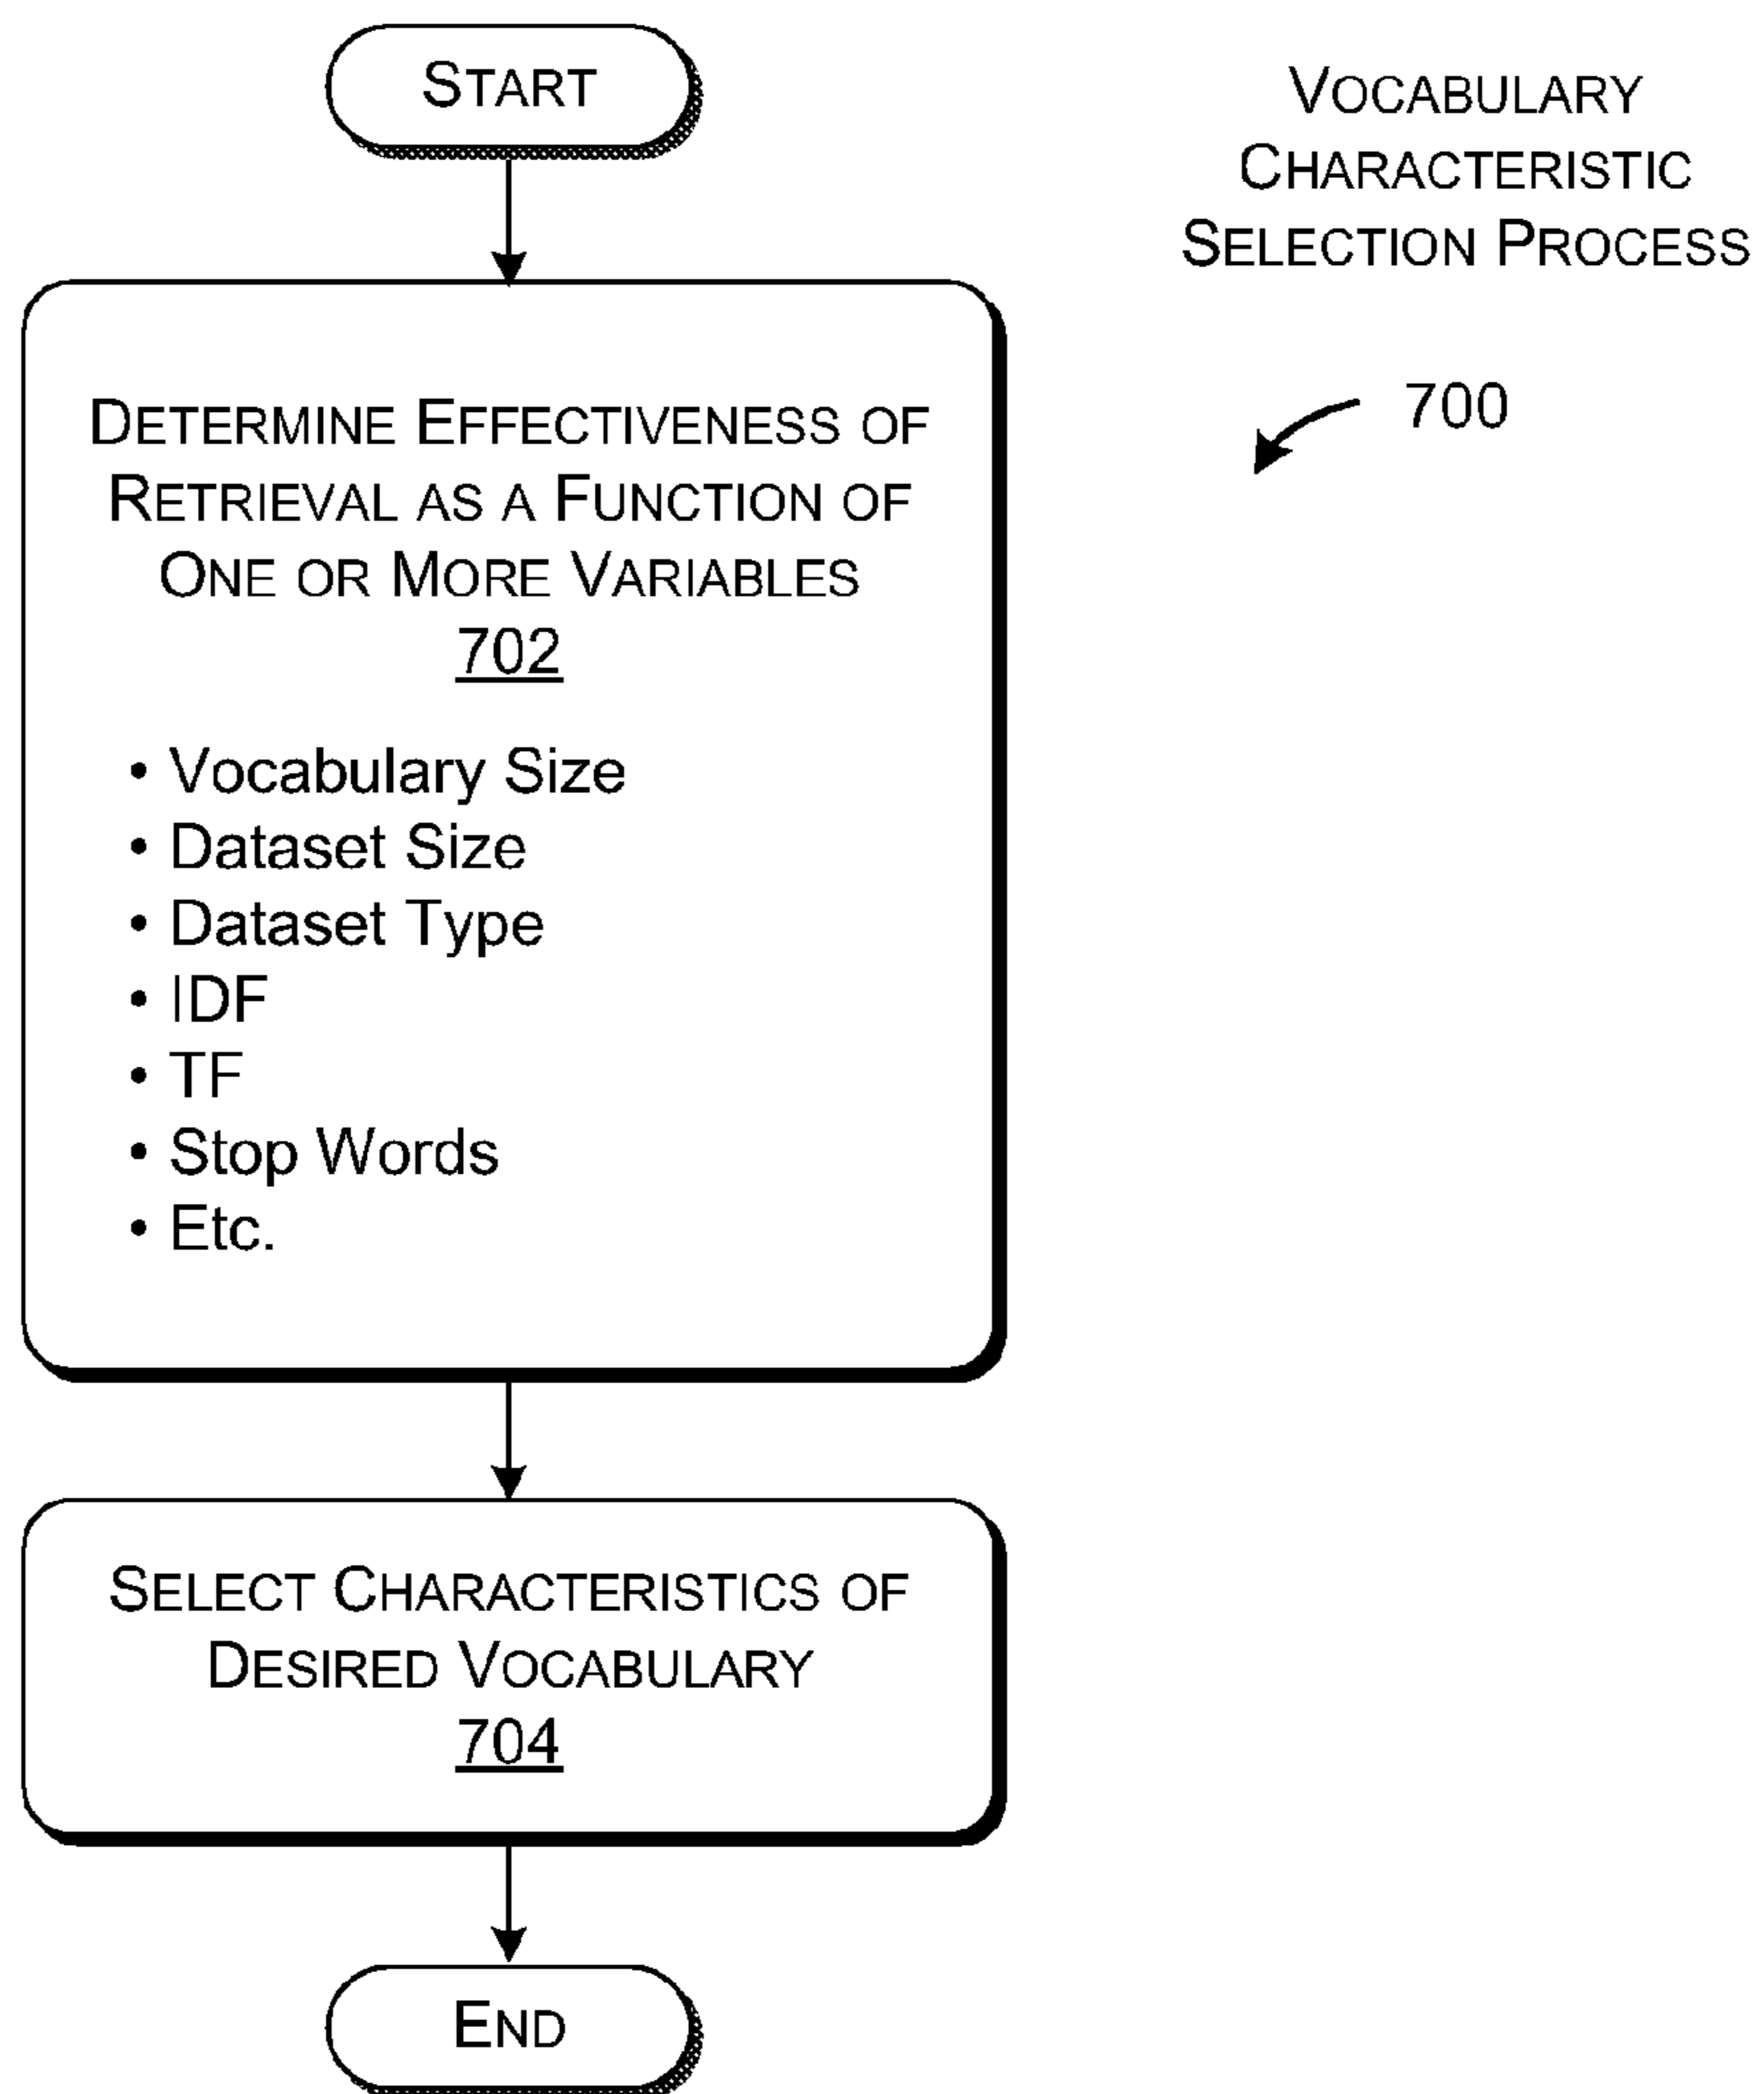 START
VOCABULARY
CHARACTERISTIC
SELECTION PROCESS
700
DETERMINE EFFECTIVENESS OF
RETRIEVAL AS A FUNCTION OF
ONE OR MORE VARIABLES
702
• Vocabulary Size
• Dataset Size
• Dataset Type
• IDF
• TF
• Stop Words
• Etc.
SELECT CHARACTERISTICS OF
DESIRED VOCABULARY
704
END